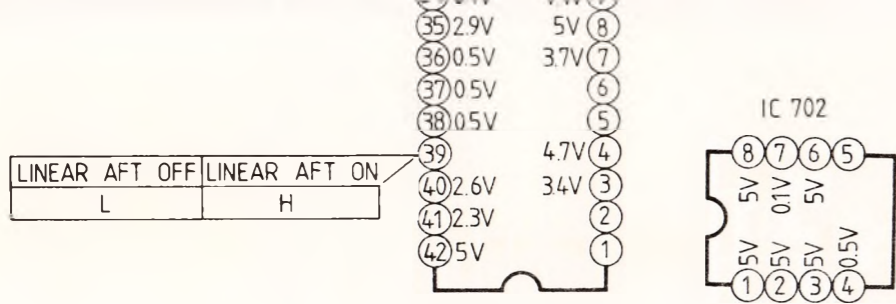 35 2.9V 5V 8
36 0.5V 3.7V 7
37 0.5V 6
38 0.5V 5
39 4.7V 4
40 2.6V 3.4V 3
41 2.3V 2
42 5V 1
LINEAR AFT OFF LINEAR AFT ON
L H
IC 702
8 7 6 5
5V 0.1V 5V
5V 5V 5V 0.5V
1 2 3 4